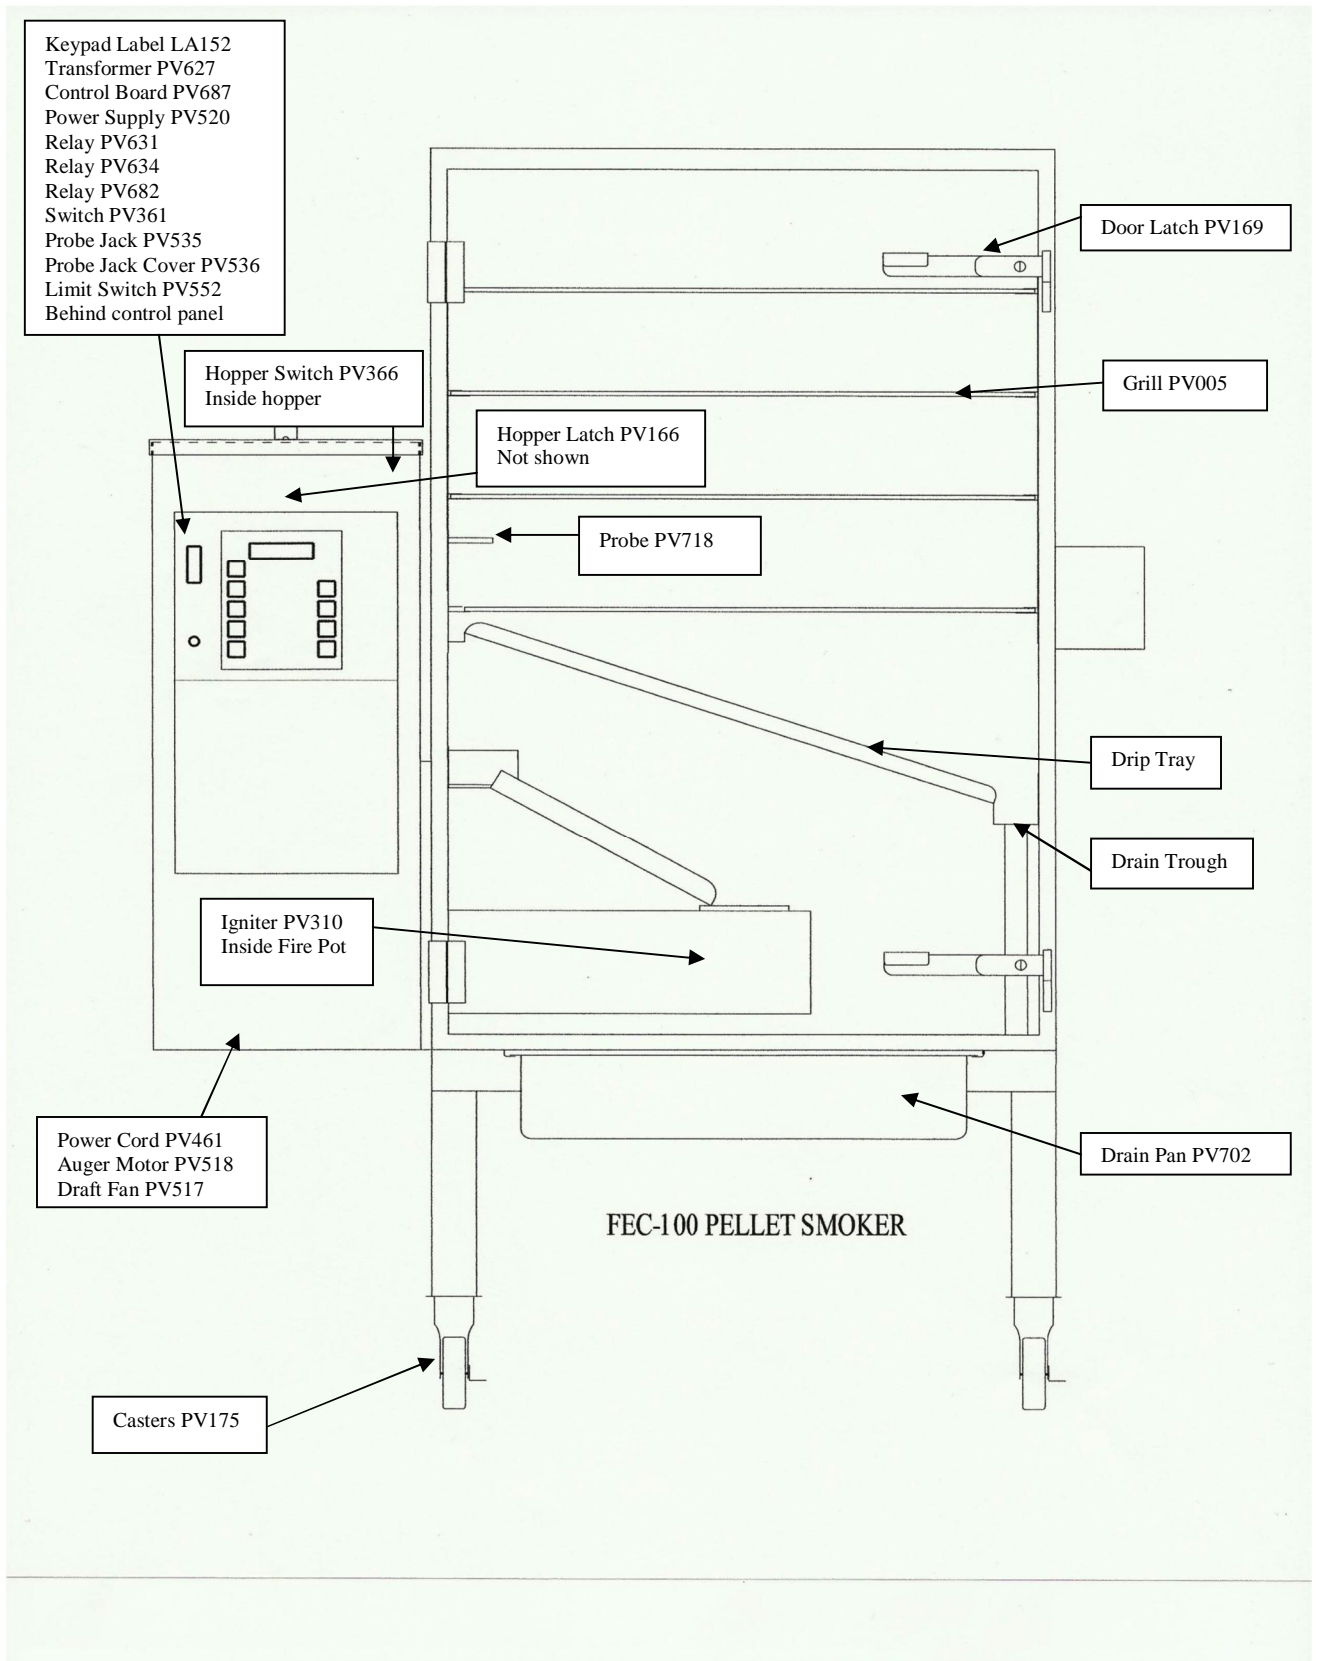 Keypad Label LA152
Transformer PV627
Control Board PV687
Power Supply PV520
Relay PV631
Relay PV634
Relay PV682
Switch PV361
Probe Jack PV535
Probe Jack Cover PV536
Limit Switch PV552
Behind control panel
Door Latch PV169
Hopper Switch PV366
Inside hopper
Grill PV005
Hopper Latch PV166
Not shown
Probe PV718
Drip Tray
Drain Trough
Igniter PV310
Inside Fire Pot
Power Cord PV461
Auger Motor PV518
Draft Fan PV517
Drain Pan PV702
FEC-100 PELLET SMOKER
Casters PV175